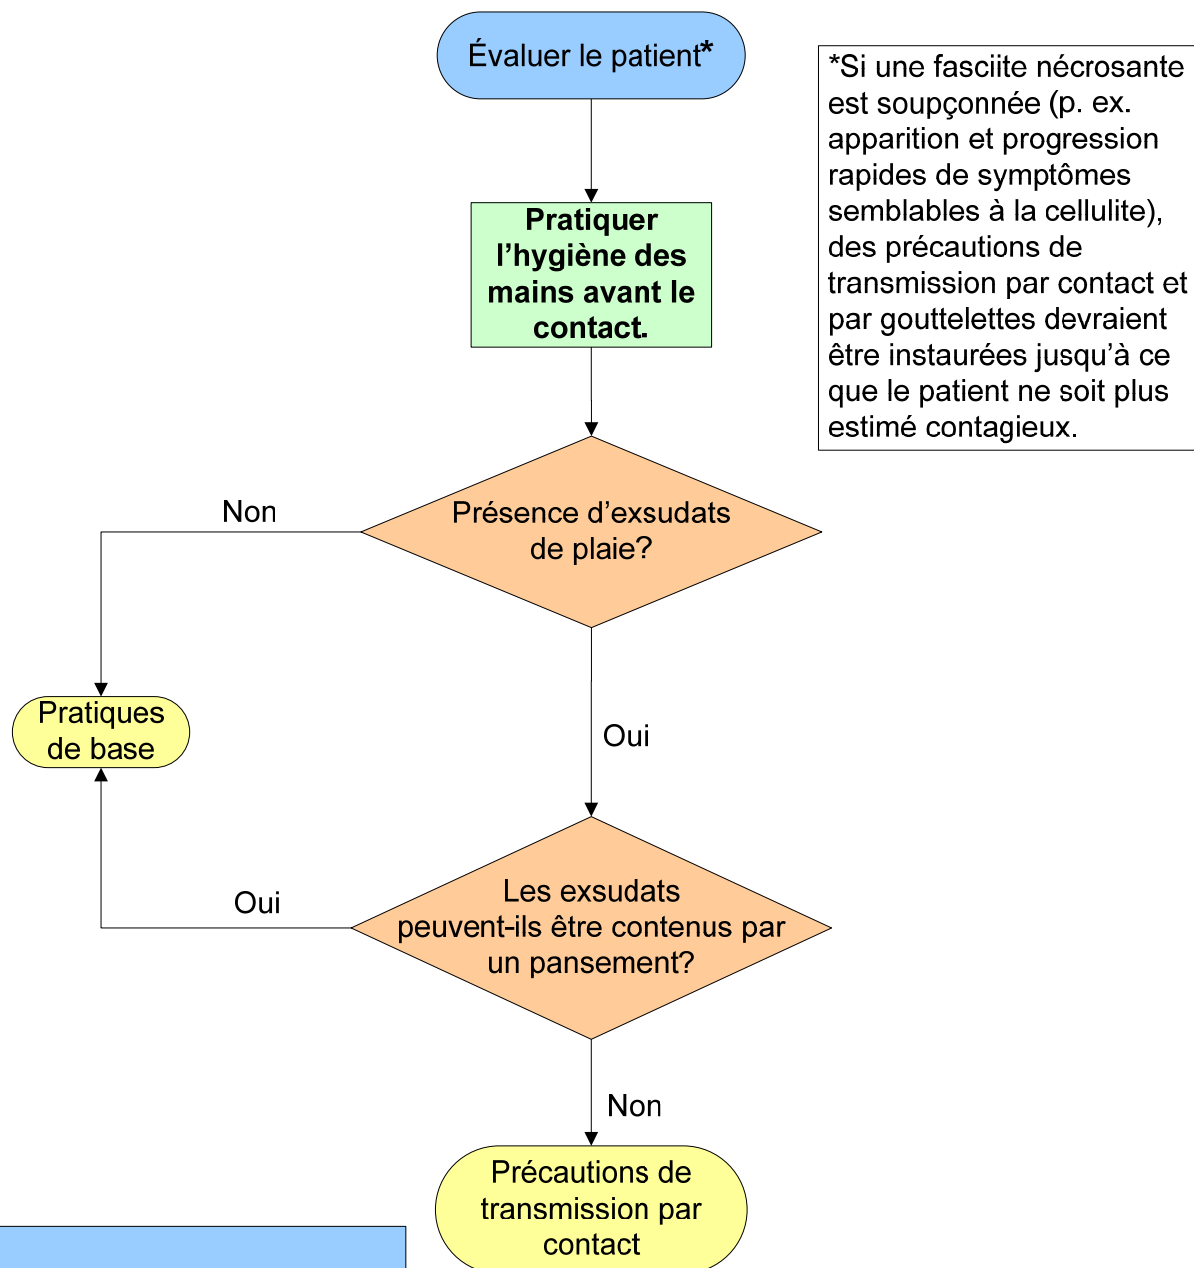 Évaluer le patient*
*Si une fasciite nécrosante
est soupçonnée (p. ex.
apparition et progression
rapides de symptômes
semblables à la cellulite),
des précautions de
transmission par contact et
par gouttelettes devraient
être instaurées jusqu'à ce
que le patient ne soit plus
estimé contagieux.
Pratiquer
l'hygiène des
mains avant le
contact.
Présence d'exsudats
de plaie?
Non
Pratiques
de base
Oui
Les exsudats
peuvent-ils être contenus par
un pansement?
Oui
Non
Précautions de
transmission par
contact